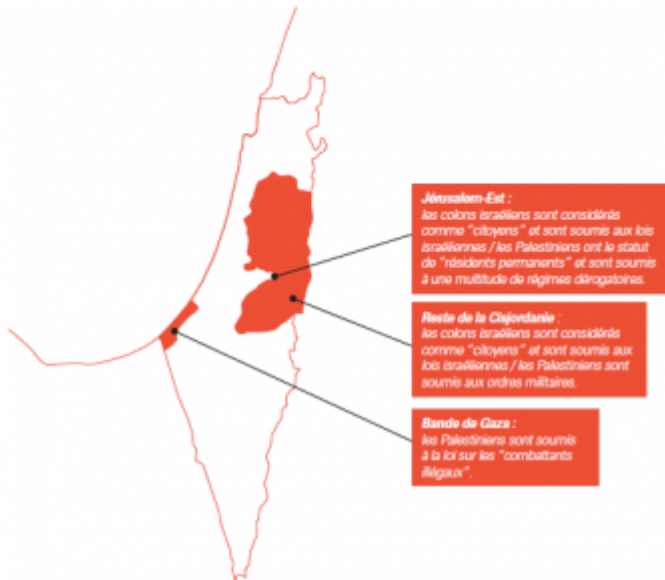 Jérusalem-Est :
les colons israéliens sont considérés
comme "citoyens" et sont soumis aux lois
israéliennes / les Palestiniens ont le statut
de "résidents permanents" et sont soumis
à une multitude de régimes dérogatoires.
Reste de la Cisjordanie :
les colons israéliens sont considérés
comme "citoyens" et sont soumis aux
lois israéliennes / les Palestiniens sont
soumis aux ordres militaires.
Bande de Gaza :
les Palestiniens sont soumis
à la loi sur les "combattants
illégaux".